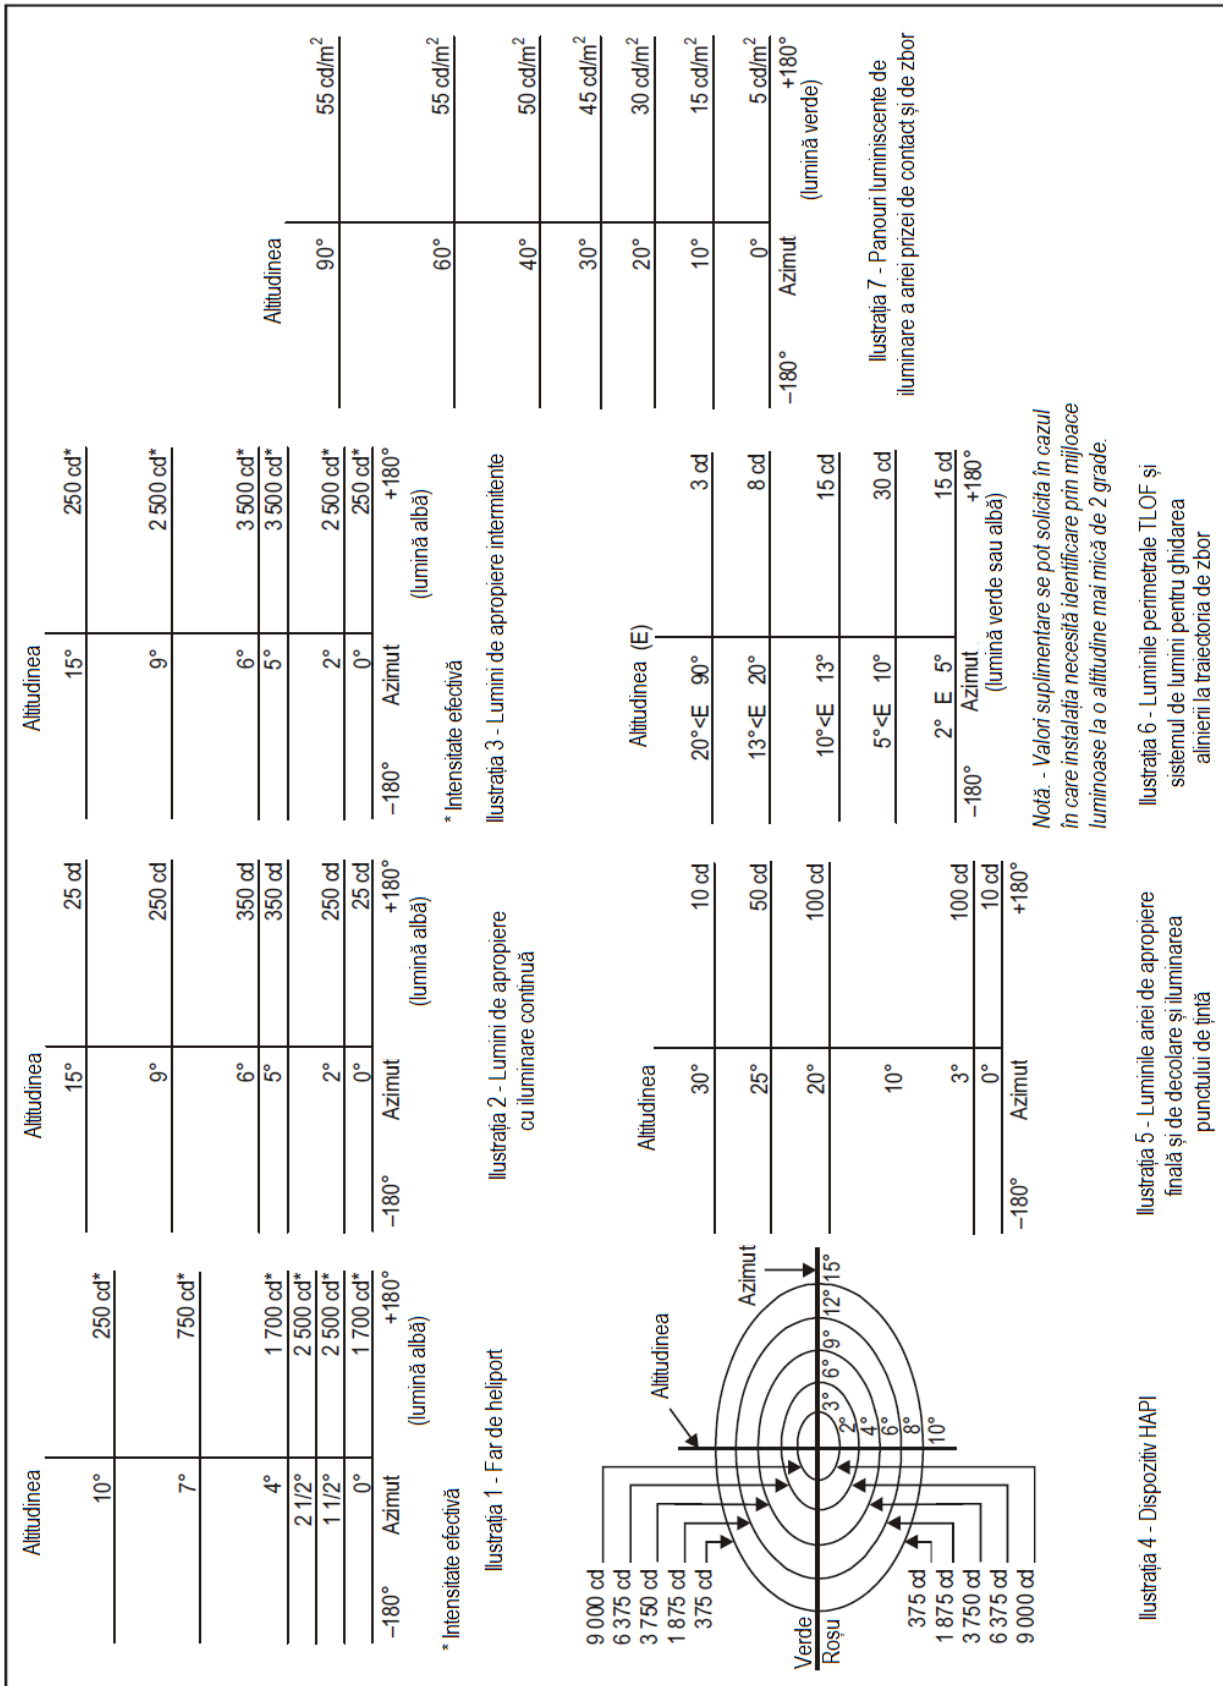 Altitudinea
10° 250 cd*
7° 750 cd*
4° 1 700 cd*
2 1/2° 2 500 cd*
1 1/2° 2 500 cd*
0° 1 700 cd*
–180° Azimut +180°
(lumină albă)
* Intensitate efectivă
Ilustrația 1 - Far de heliport
Altitudinea
15° 25 cd
9° 250 cd
6° 350 cd
5° 350 cd
2° 250 cd
0° 25 cd
–180° Azimut +180°
(lumină albă)
Ilustrația 2 - Lumini de apropiere
cu iluminare continuă
Altitudinea
15° 250 cd*
9° 2 500 cd*
6° 3 500 cd*
5° 3 500 cd*
2° 2 500 cd*
0° 250 cd*
–180° Azimut +180°
(lumină albă)
* Intensitate efectivă
Ilustrația 3 - Lumini de apropiere intermitente
Altitudinea
90° 55 cd/m²
60° 55 cd/m²
40° 50 cd/m²
30° 45 cd/m²
20° 30 cd/m²
10° 15 cd/m²
0° 5 cd/m²
–180° Azimut +180°
(lumină verde)
Ilustrația 7 - Panouri luminiscente de
iluminare a ariei prizei de contact și de zbor
9 000 cd
6 375 cd
3 750 cd
1 875 cd
375 cd
Altitudinea
Azimut
Verde
Roșu
3° 6° 9° 12° 15°
2°
4°
6°
8°
10°
375 cd
1 875 cd
3 750 cd
6 375 cd
9 000 cd
Ilustrația 4 - Dispozitiv HAPI
Altitudinea
30° 10 cd
25° 50 cd
20° 100 cd
10°
3° 100 cd
0° 10 cd
–180° Azimut +180°
Ilustrația 5 - Luminile ariei de apropiere
finală și de decolare și iluminarea
punctului de țintă
Altitudinea (E)
20°<E 90° 3 cd
13°<E 20° 8 cd
10°<E 13° 15 cd
5°<E 10° 30 cd
2° E 5° 15 cd
–180° Azimut +180°
(lumină verde sau albă)
Notă. - Valori suplimentare se pot solicita în cazul
în care instalația necesită identificare prin mijloace
luminoase la o altitudine mai mică de 2 grade.
Ilustrația 6 - Luminile perimetrale TLOF și
sistemul de lumini pentru ghidarea
alinierii la traiectoria de zbor